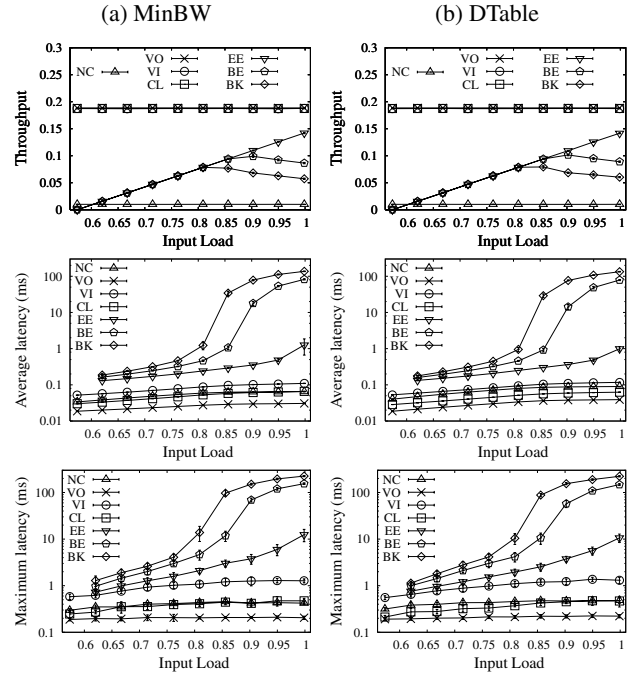 (a) MinBW
(b) DTable
Throughput
0.3
0.25
0.2
0.15
0.1
0.05
0
NC
VO
VI
CL
EE
BE
BK
0.6 0.65 0.7 0.75 0.8 0.85 0.9 0.95 1
Input Load
Throughput
0.3
0.25
0.2
0.15
0.1
0.05
0
NC
VO
VI
CL
EE
BE
BK
0.6 0.65 0.7 0.75 0.8 0.85 0.9 0.95 1
Input Load
Average latency (ms)
100
10
1
0.1
0.01
NC
VO
VI
CL
EE
BE
BK
0.6 0.65 0.7 0.75 0.8 0.85 0.9 0.95 1
Input Load
Average latency (ms)
100
10
1
0.1
0.01
NC
VO
VI
CL
EE
BE
BK
0.6 0.65 0.7 0.75 0.8 0.85 0.9 0.95 1
Input Load
Maximum latency (ms)
100
10
1
0.1
NC
VO
VI
CL
EE
BE
BK
0.6 0.65 0.7 0.75 0.8 0.85 0.9 0.95 1
Input Load
Maximum latency (ms)
100
10
1
0.1
NC
VO
VI
CL
EE
BE
BK
0.6 0.65 0.7 0.75 0.8 0.85 0.9 0.95 1
Input Load